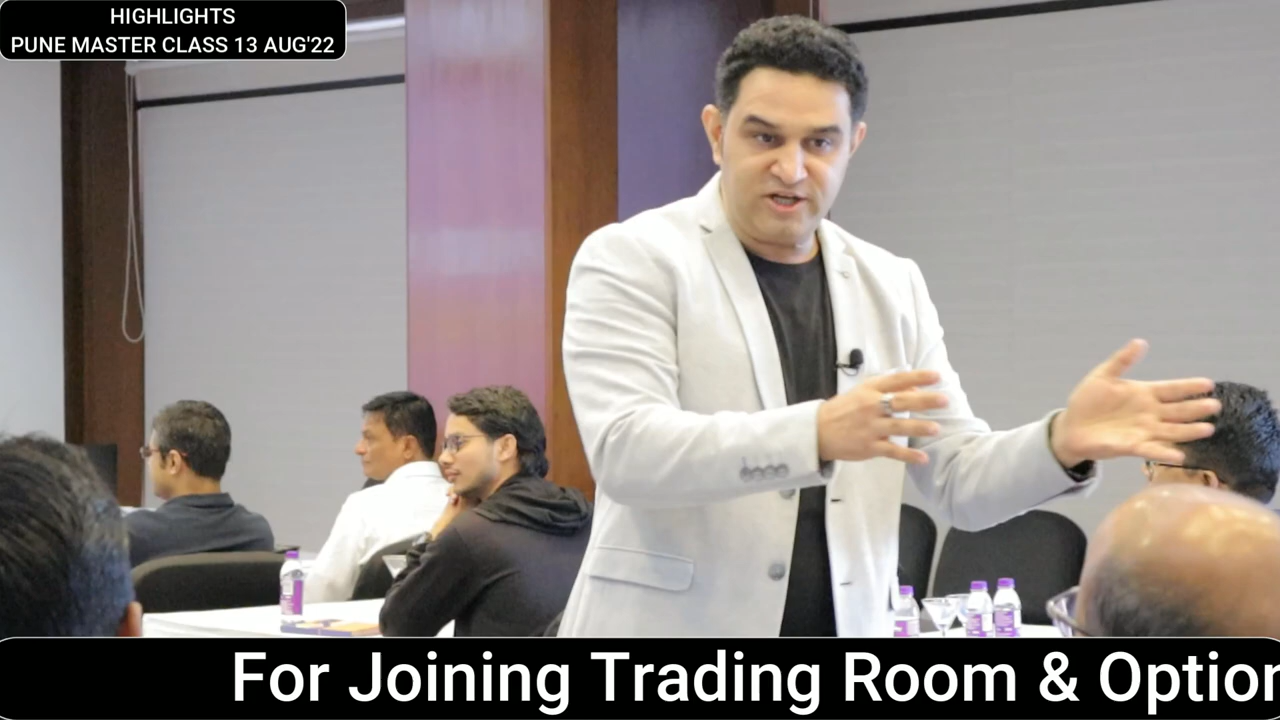 HIGHLIGHTS
PUNE MASTER CLASS 13 AUG'22
For Joining Trading Room & Option